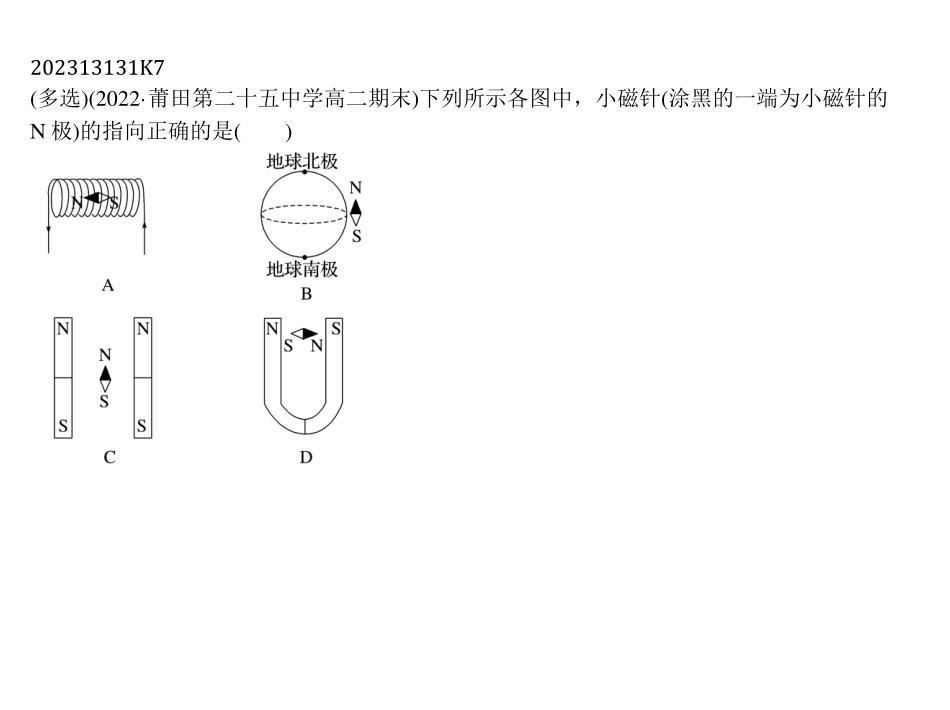 202313131K7
(多选)(2022·莆田第二十五中学高二期末)下列所示各图中，小磁针(涂黑的一端为小磁针的
N 极)的指向正确的是(　　)
N S
A
地球北极
N
S
地球南极
B
N N
N
S
S S
C
N S
S N
D